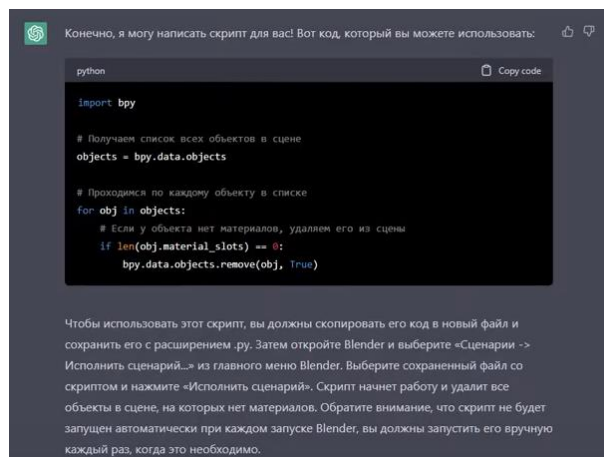 Конечно, я могу написать скрипт для вас! Вот код, который вы можете использовать:
python
Copy code
import bpy
# Получаем список всех объектов в сцене
objects = bpy.data.objects
# Проходимся по каждому объекту в списке
for obj in objects:
# Если у объекта нет материалов, удаляем его из сцены
if len(obj.material_slots) == 0:
bpy.data.objects.remove(obj, True)
Чтобы использовать этот скрипт, вы должны скопировать его код в новый файл и
сохранить его с расширением .py. Затем откройте Blender и выберите «Сценарии ->
Исполнить сценарий...» из главного меню Blender. Выберите сохраненный файл со
скриптом и нажмите «Исполнить сценарий». Скрипт начнет работу и удалит все
объекты в сцене, на которых нет материалов. Обратите внимание, что скрипт не будет
запущен автоматически при каждом запуске Blender, вы должны запустить его вручную
каждый раз, когда это необходимо.